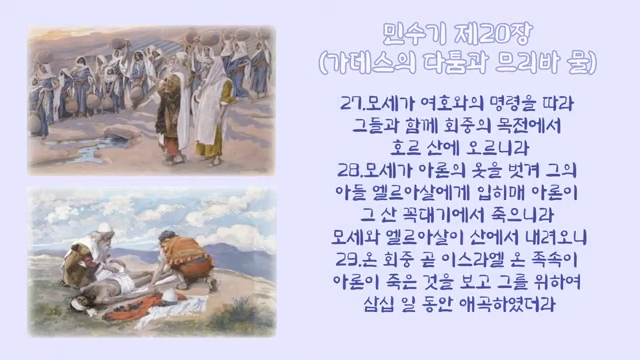 민수기 제20장
(가데스의 다툼과 므리바 물)
27.모세가 여호와의 명령을 따라
그들과 함께 회중의 목전에서
호르 산에 오르니라
28.모세가 아론의 옷을 벗겨 그의
아들 엘르아살에게 입히매 아론이
그 산 꼭대기에서 죽으니라
모세와 엘르아살이 산에서 내려오니
29.온 회중 곧 이스라엘 온 족속이
아론이 죽은 것을 보고 그를 위하여
삼십 일 동안 애곡하였더라